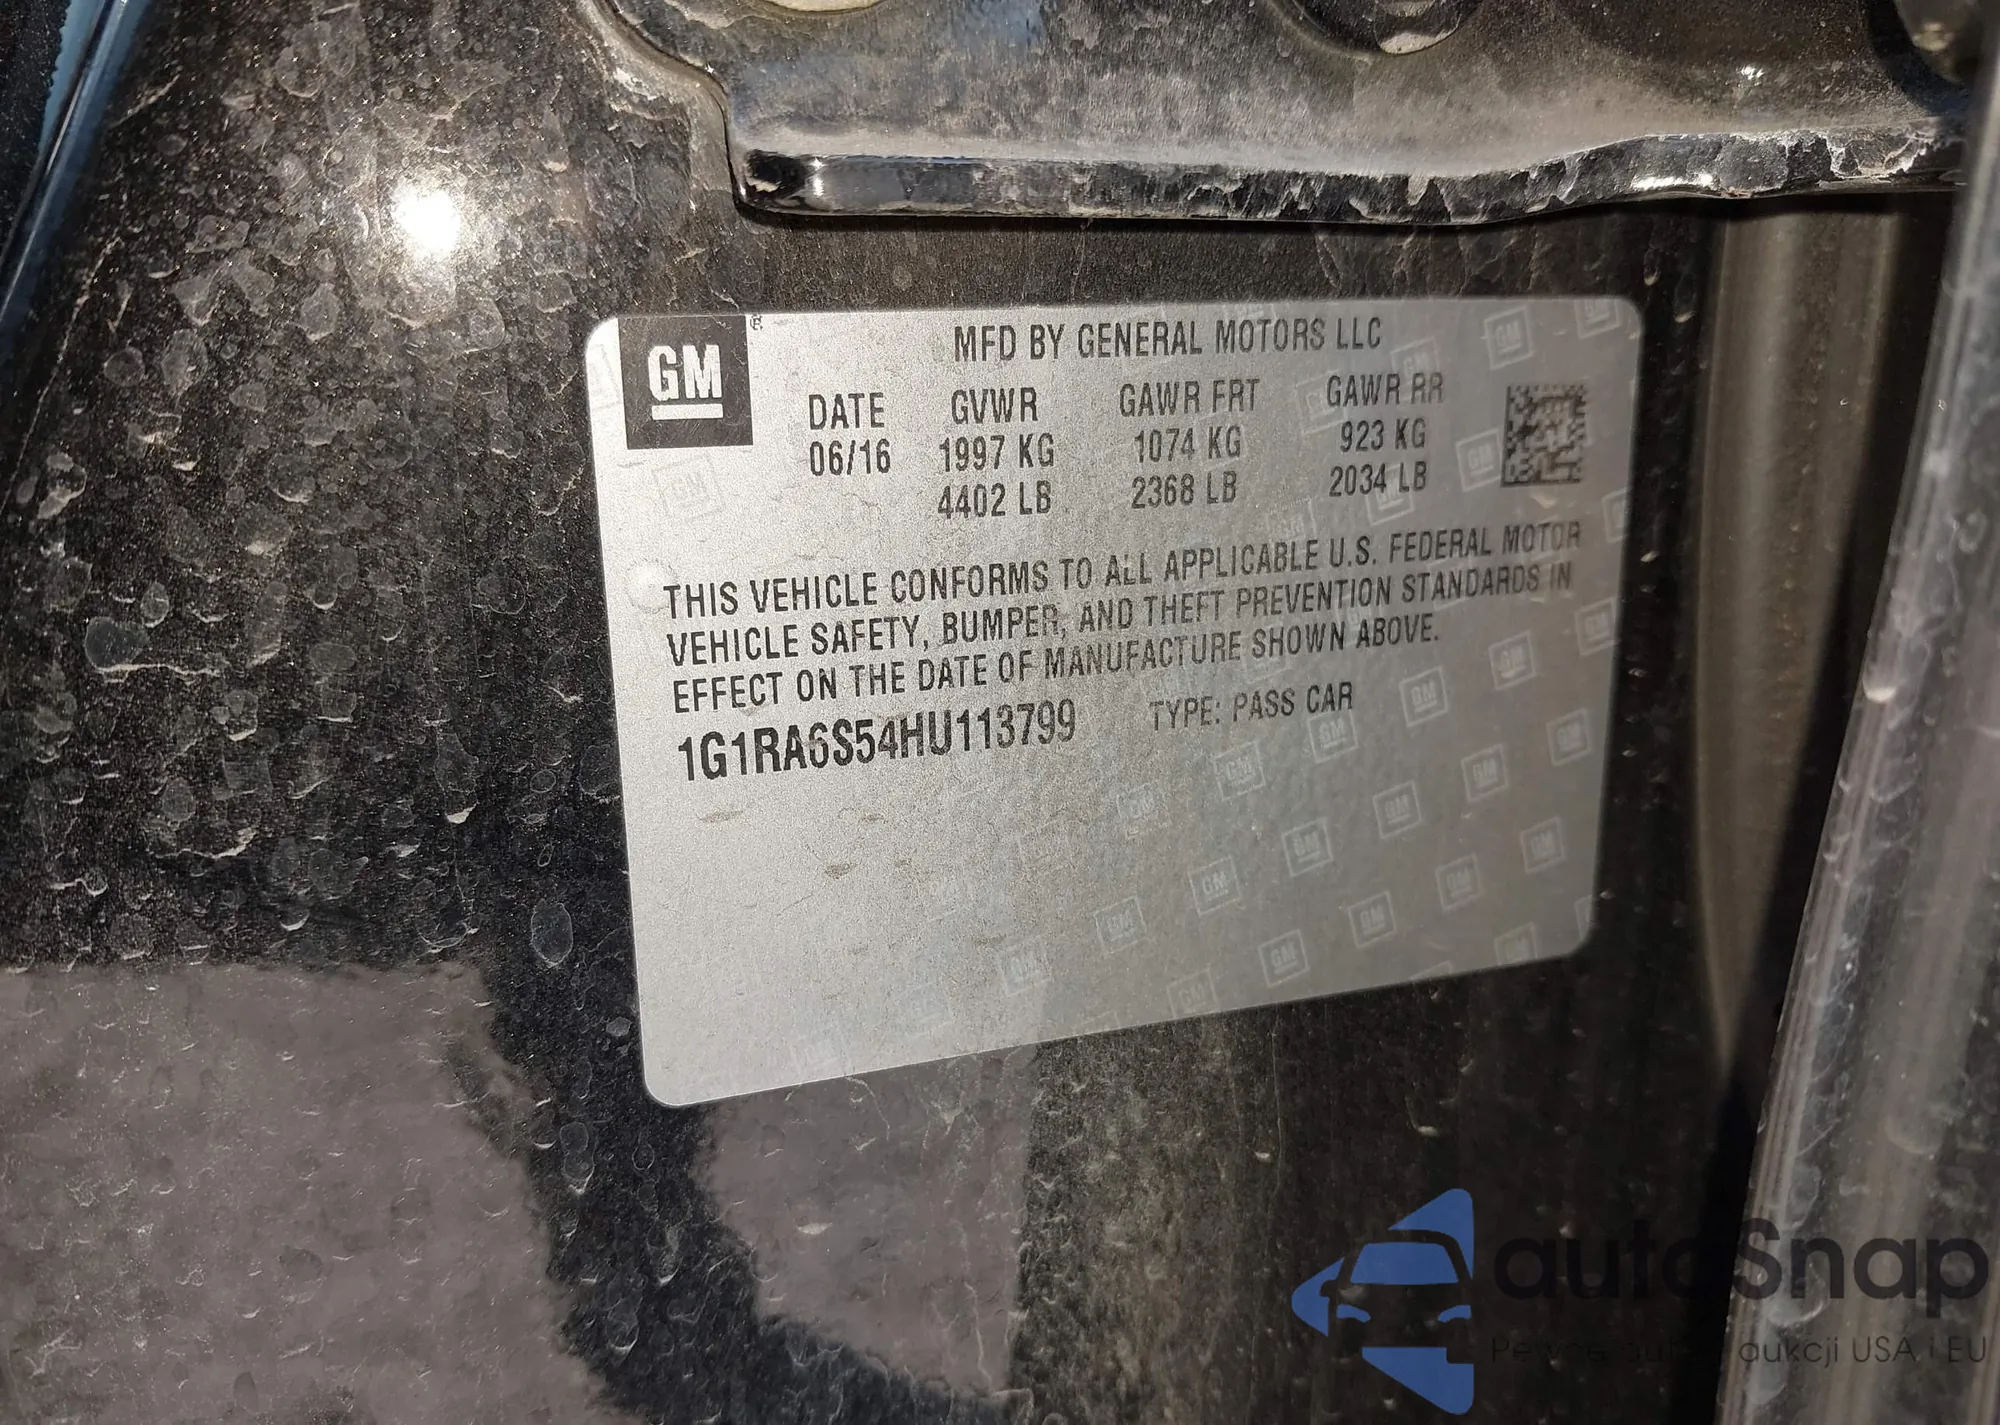 GM
MFD BY GENERAL MOTORS LLC
DATE GVWR GAWR FRT GAWR RR
06/16 1997 KG 1074 KG 923 KG
4402 LB 2368 LB 2034 LB
THIS VEHICLE CONFORMS TO ALL APPLICABLE U.S. FEDERAL MOTOR
VEHICLE SAFETY, BUMPER, AND THEFT PREVENTION STANDARDS IN
EFFECT ON THE DATE OF MANUFACTURE SHOWN ABOVE.
1G1RA6S54HU113799 TYPE: PASS CAR
autoSnap
aukcji USA i EU